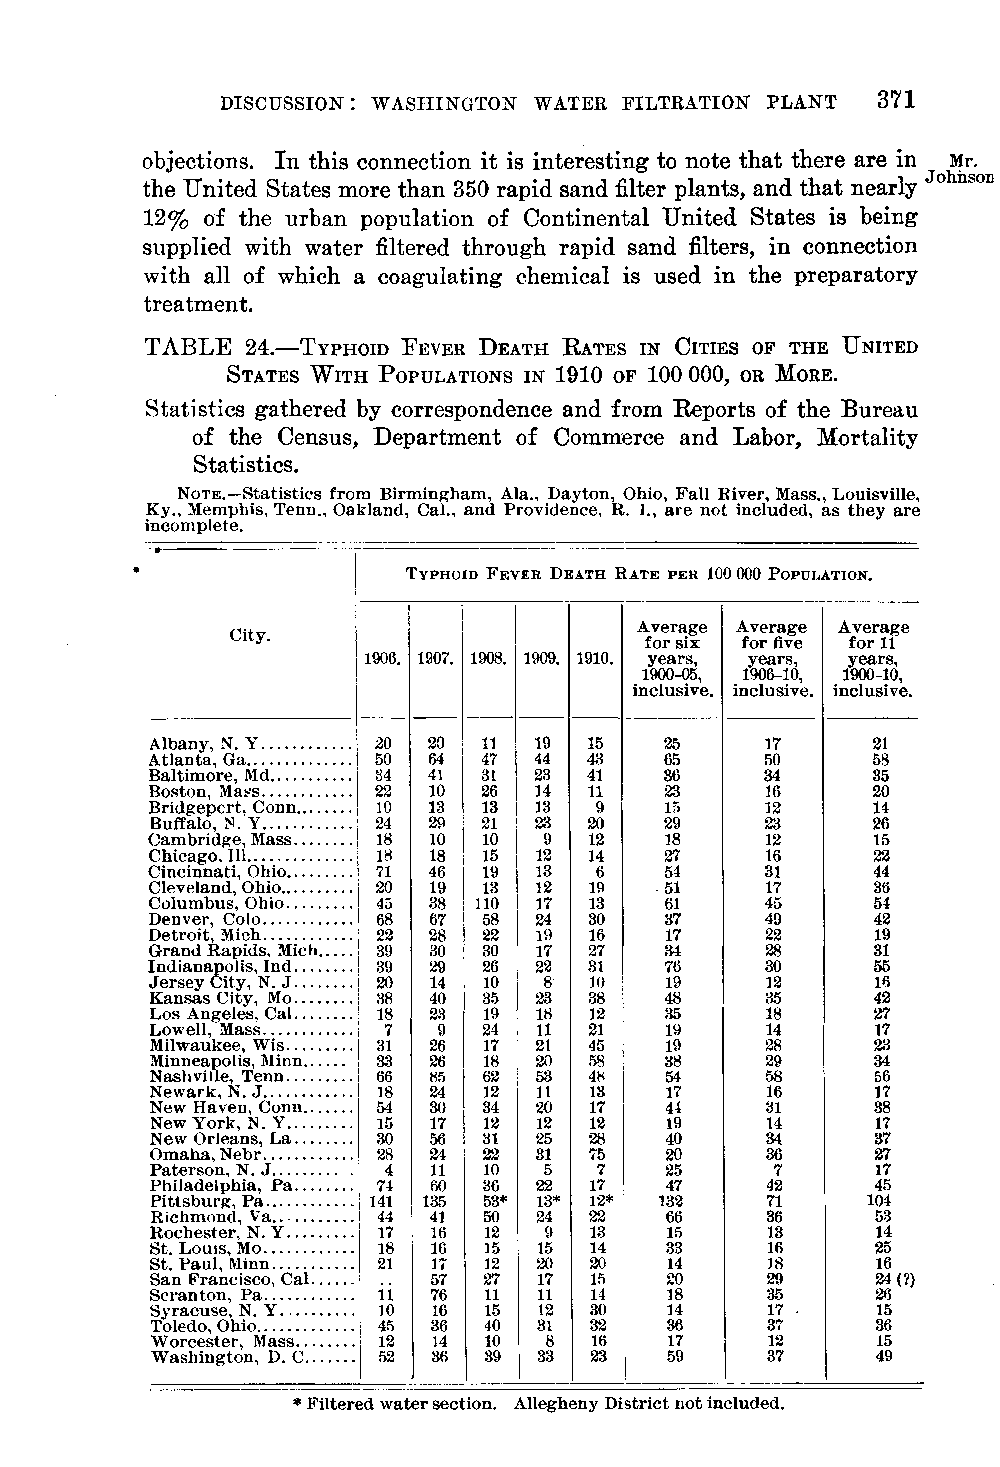 DISCUSSION: WASHINGTON WATER FILTRATION PLANT 371
objections. In this connection it is interesting to note that there are in Mr.
the United States more than 350 rapid sand filter plants, and that nearly Johnson
12% of the urban population of Continental United States is being
supplied with water filtered through rapid sand filters, in connection
with all of which a coagulating chemical is used in the preparatory
treatment.
TABLE 24.—TYPHOID FEVER DEATH RATES IN CITIES OF THE UNITED
STATES WITH POPULATIONS IN 1910 OF 100 000, OR MORE.
Statistics gathered by correspondence and from Reports of the Bureau
of the Census, Department of Commerce and Labor, Mortality
Statistics.
NOTE.—Statistics from Birmingham, Ala., Dayton, Ohio, Fall River, Mass., Louisville,
Ky., Memphis, Tenn., Oakland, Cal., and Providence, R. I., are not included, as they are
incomplete.
TYPHOID FEVER DEATH RATE PER 100 000 POPULATION.
City. 1906. 1907. 1908. 1909. 1910. Average for six years, 1900-05, inclusive. Average for five years, 1906-10, inclusive. Average for 11 years, 1900-10, inclusive.
Albany, N. Y............ 20 20 11 19 15 25 17 21
Atlanta, Ga.............. 50 64 47 44 43 65 50 58
Baltimore, Md........... 34 41 31 23 41 36 34 35
Boston, Mass............ 22 10 26 14 11 23 16 20
Bridgeport, Conn........ 10 13 13 13 9 15 12 14
Buffalo, N. Y............ 24 29 21 23 20 29 23 26
Cambridge, Mass........ 18 10 10 9 12 18 12 15
Chicago, Ill.............. 18 18 15 12 14 27 16 22
Cincinnati, Ohio......... 71 46 19 13 6 54 31 44
Cleveland, Ohio.......... 20 19 13 12 19 51 17 36
Columbus, Ohio......... 45 38 110 17 13 61 45 54
Denver, Colo............ 68 67 58 24 30 37 49 42
Detroit, Mich............ 22 28 22 19 16 17 22 19
Grand Rapids, Mich..... 39 30 30 17 27 34 28 31
Indianapolis, Ind........ 39 29 26 22 31 76 30 55
Jersey City, N. J........ 20 14 10 8 10 19 12 16
Kansas City, Mo........ 38 40 35 23 38 48 35 42
Los Angeles, Cal........ 18 23 19 18 12 35 18 27
Lowell, Mass............ 7 9 24 11 21 19 14 17
Milwaukee, Wis......... 31 26 17 21 45 19 28 23
Minneapolis, Minn...... 33 26 18 20 58 38 29 34
Nashville, Tenn......... 66 85 62 53 48 54 58 56
Newark, N. J............ 18 24 12 11 13 17 16 17
New Haven, Conn....... 54 30 34 20 17 44 31 38
New York, N. Y......... 15 17 12 12 12 19 14 17
New Orleans, La........ 30 56 31 25 28 40 34 37
Omaha, Nebr............ 28 24 22 31 75 20 36 27
Paterson, N. J.......... 4 11 10 5 7 25 7 17
Philadelphia, Pa........ 74 60 36 22 17 47 42 45
Pittsburg, Pa............ 141 135 53* 13* 12* 132 71 104
Richmond, Va........... 44 41 50 24 22 66 36 53
Rochester, N. Y......... 17 16 12 9 13 15 13 14
St. Louis, Mo............ 18 16 15 15 14 33 16 25
St. Paul, Minn........... 21 17 12 20 20 14 18 16
San Francisco, Cal...... .. 57 27 17 15 20 29 24 (?)
Scranton, Pa............ 11 76 11 11 14 18 35 26
Syracuse, N. Y.......... 10 16 15 12 30 14 17 15
Toledo, Ohio............. 45 36 40 31 32 36 37 36
Worcester, Mass........ 12 14 10 8 16 17 12 15
Washington, D. C....... 52 36 39 33 23 59 37 49
* Filtered water section. Allegheny District not included.